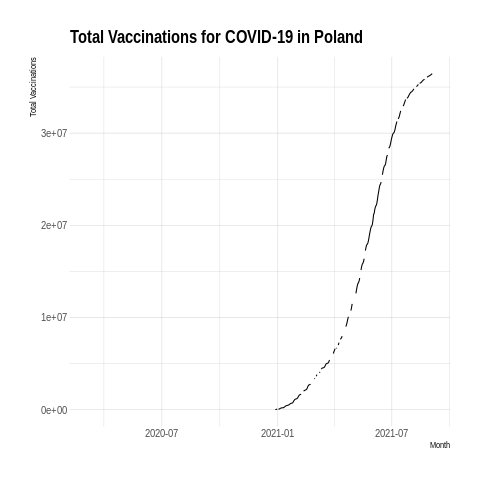 Total Vaccinations for COVID-19 in Poland
Total Vaccinations
3e+07
2e+07
1e+07
0e+00
2020-07 2021-01 2021-07
Month